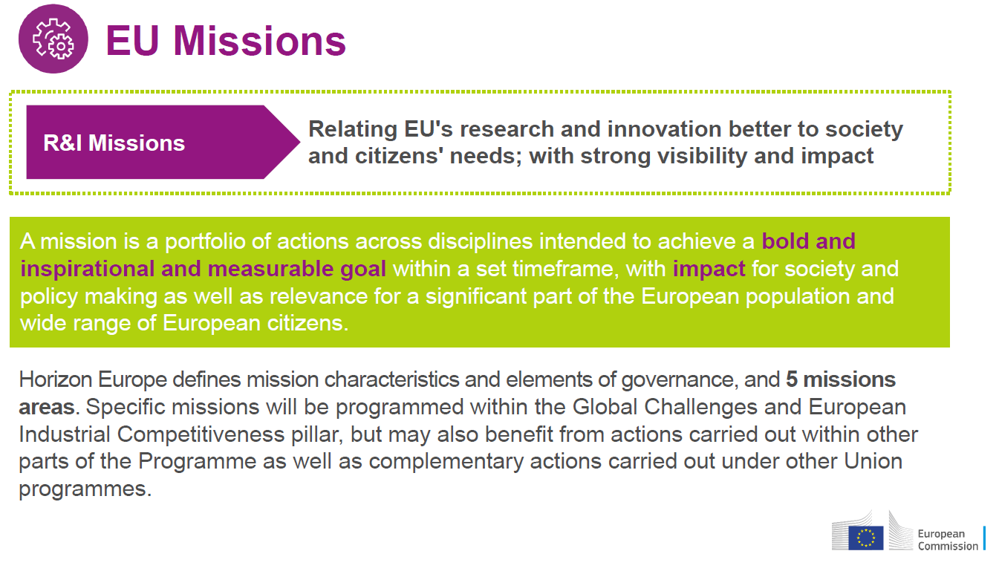 EU Missions
R&I Missions
Relating EU's research and innovation better to society
and citizens' needs; with strong visibility and impact
A mission is a portfolio of actions across disciplines intended to achieve a bold and
inspirational and measurable goal within a set timeframe, with impact for society and
policy making as well as relevance for a significant part of the European population and
wide range of European citizens.
Horizon Europe defines mission characteristics and elements of governance, and 5 missions
areas. Specific missions will be programmed within the Global Challenges and European
Industrial Competitiveness pillar, but may also benefit from actions carried out within other
parts of the Programme as well as complementary actions carried out under other Union
programmes.
European
Commission